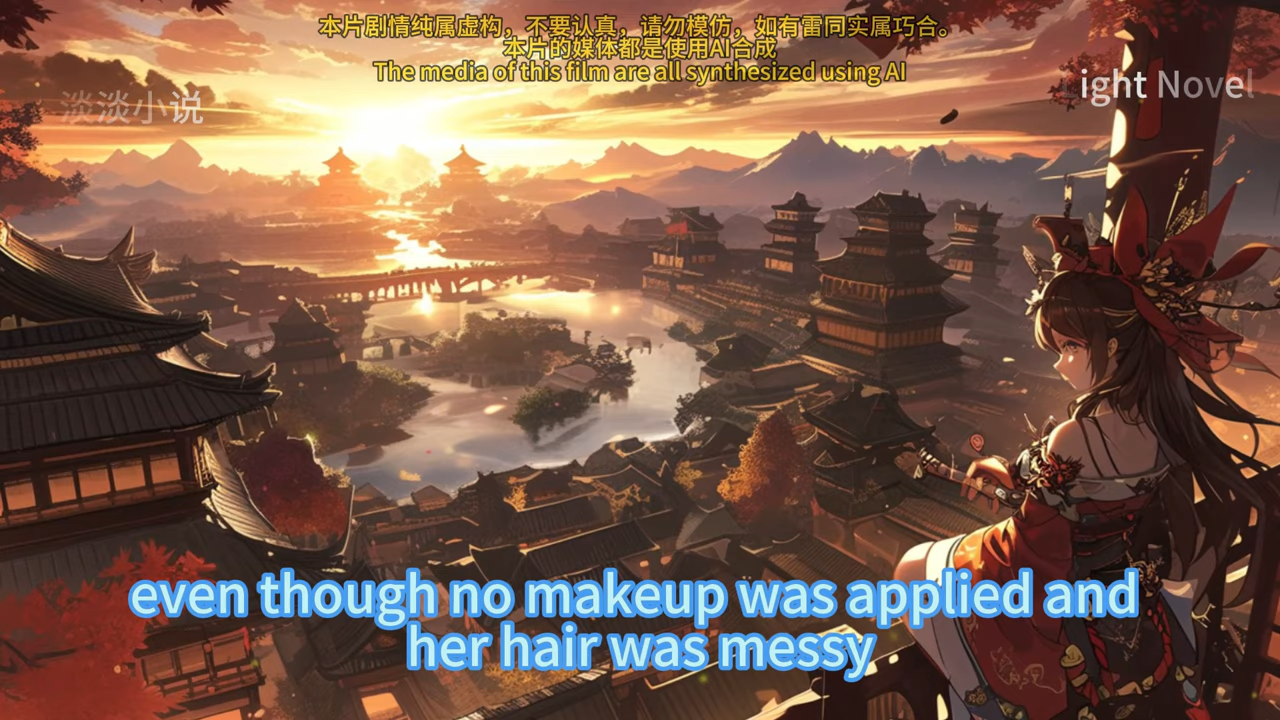 本片剧情纯属虚构，不要认真，请勿模仿，如有雷同实属巧合。
本片的媒体都是使用AI合成
The media of this film are all synthesized using AI
淡淡小说
ight Novel
even though no makeup was applied and
her hair was messy